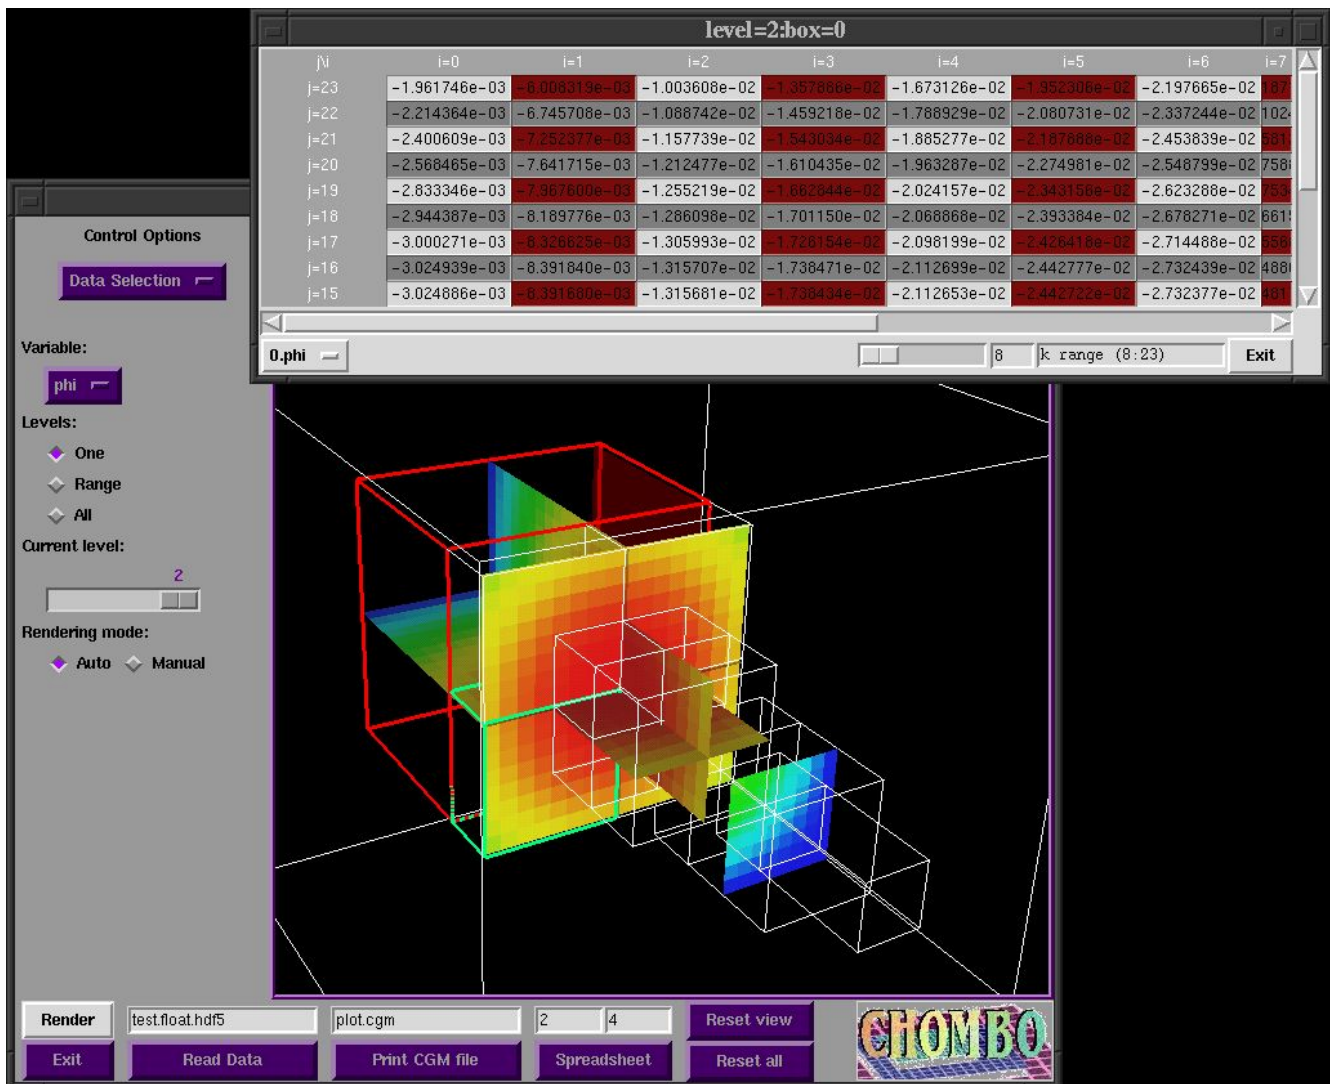 level=2:box=0
j\i i=0 i=1 i=2 i=3 i=4 i=5 i=6 i=7
j=23 -1.961746e-03 -6.008319e-03 -1.003608e-02 -1.357866e-02 -1.673126e-02 -1.952306e-02 -2.197665e-02 187
j=22 -2.214364e-03 -6.745708e-03 -1.088742e-02 -1.459218e-02 -1.788929e-02 -2.080731e-02 -2.337244e-02 102
j=21 -2.400609e-03 -7.252377e-03 -1.157739e-02 -1.543034e-02 -1.885277e-02 -2.187888e-02 -2.453839e-02 581
j=20 -2.568465e-03 -7.641715e-03 -1.212477e-02 -1.610435e-02 -1.963287e-02 -2.274981e-02 -2.548799e-02 758
j=19 -2.833346e-03 -7.967600e-03 -1.255219e-02 -1.662844e-02 -2.024157e-02 -2.343156e-02 -2.623288e-02 753
j=18 -2.944387e-03 -8.189776e-03 -1.286098e-02 -1.701150e-02 -2.068868e-02 -2.393384e-02 -2.678271e-02 661
j=17 -3.000271e-03 -8.326625e-03 -1.305993e-02 -1.726154e-02 -2.098199e-02 -2.426418e-02 -2.714488e-02 556
j=16 -3.024939e-03 -8.391840e-03 -1.315707e-02 -1.738471e-02 -2.112699e-02 -2.442777e-02 -2.732439e-02 488
j=15 -3.024886e-03 -8.391680e-03 -1.315681e-02 -1.738434e-02 -2.112653e-02 -2.442722e-02 -2.732377e-02 481
0.phi 8 k range (8:23) Exit
Control Options
Data Selection
Variable:
phi
Levels:
One
Range
All
Current level:
2
Rendering mode:
Auto Manual
Render test.float.hdf5 plot.cgm 2 4 Reset view
Exit Read Data Print CGM file Spreadsheet Reset all
CHOMBO